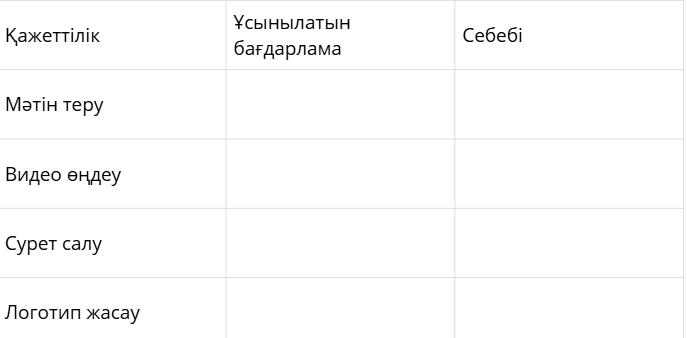 Қажеттілік
Ұсынылатын
бағдарлама
Себебі
Мәтін теру
Видео өңдеу
Сурет салу
Логотип жасау